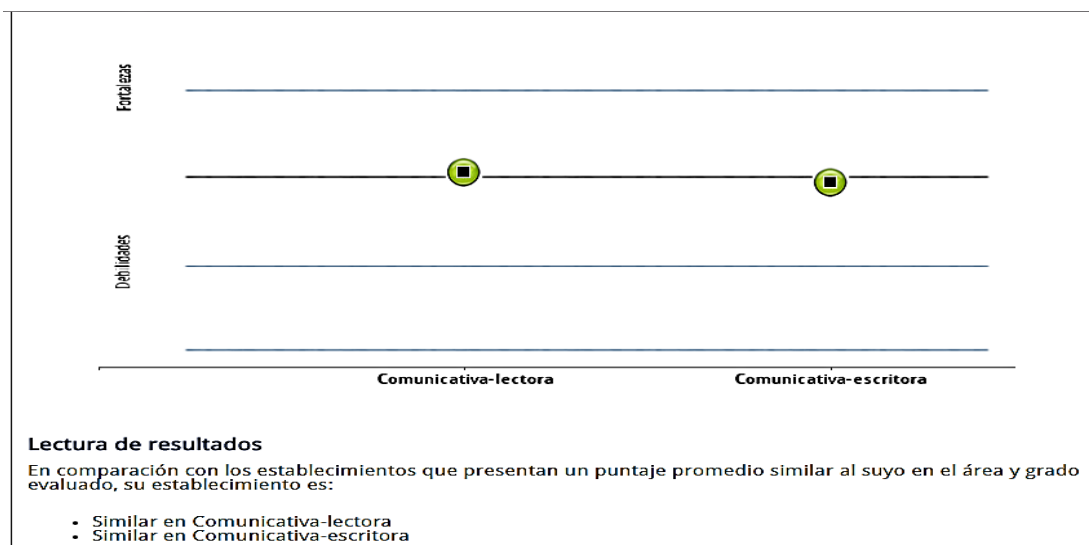 Fortalezas
Debilidades
Comunicativa-lectora
Comunicativa-escritora
Lectura de resultados
En comparación con los establecimientos que presentan un puntaje promedio similar al suyo en el área y grado
evaluado, su establecimiento es:
• Similar en Comunicativa-lectora
• Similar en Comunicativa-escritora